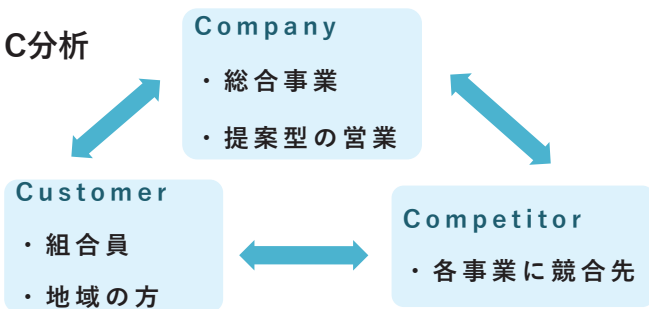 C分析
Company
・総合事業
・提案型の営業
Customer
・組合員
・地域の方
Competitor
・各事業に競合先